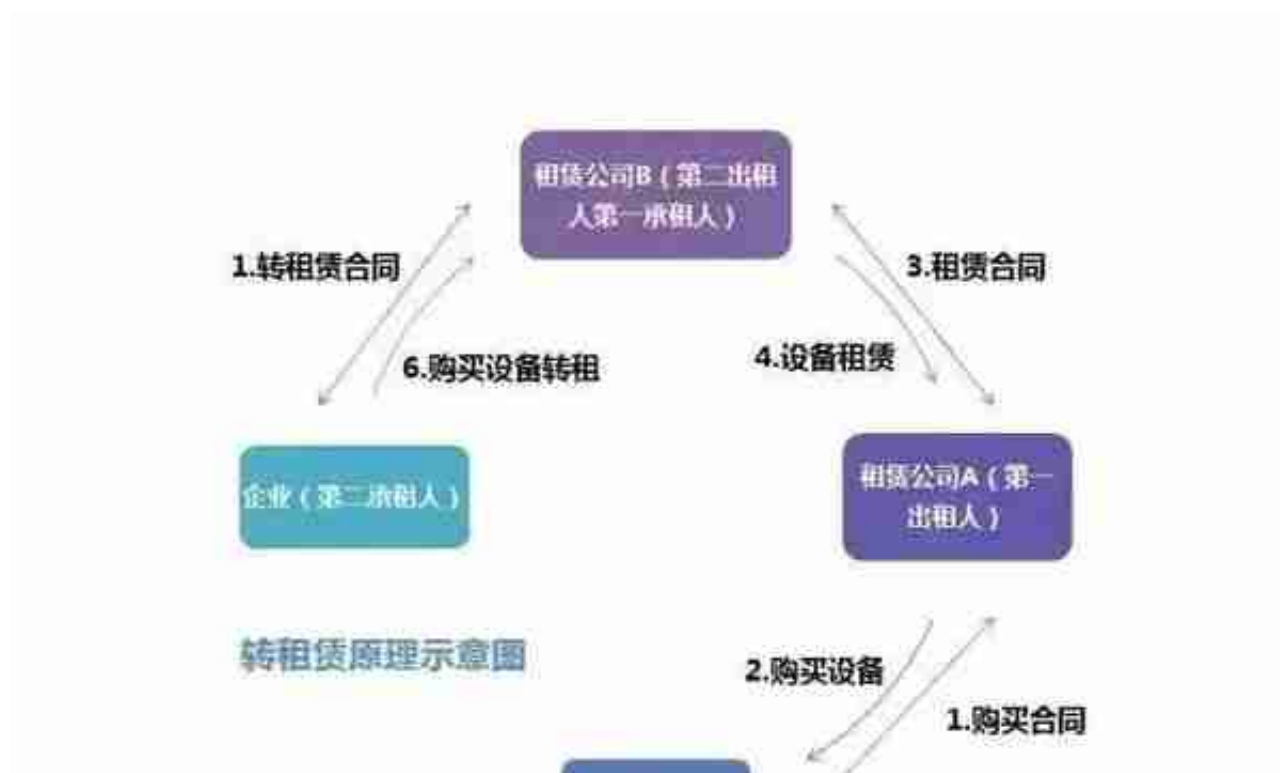 租赁公司B（第二出租
人第一承租人）
1.转租赁合同
3.租赁合同
6.购买设备转租
4.设备租赁
企业（第二承租人）
租赁公司A（第一
出租人）
转租赁原理示意图
2.购买设备
1.购买合同